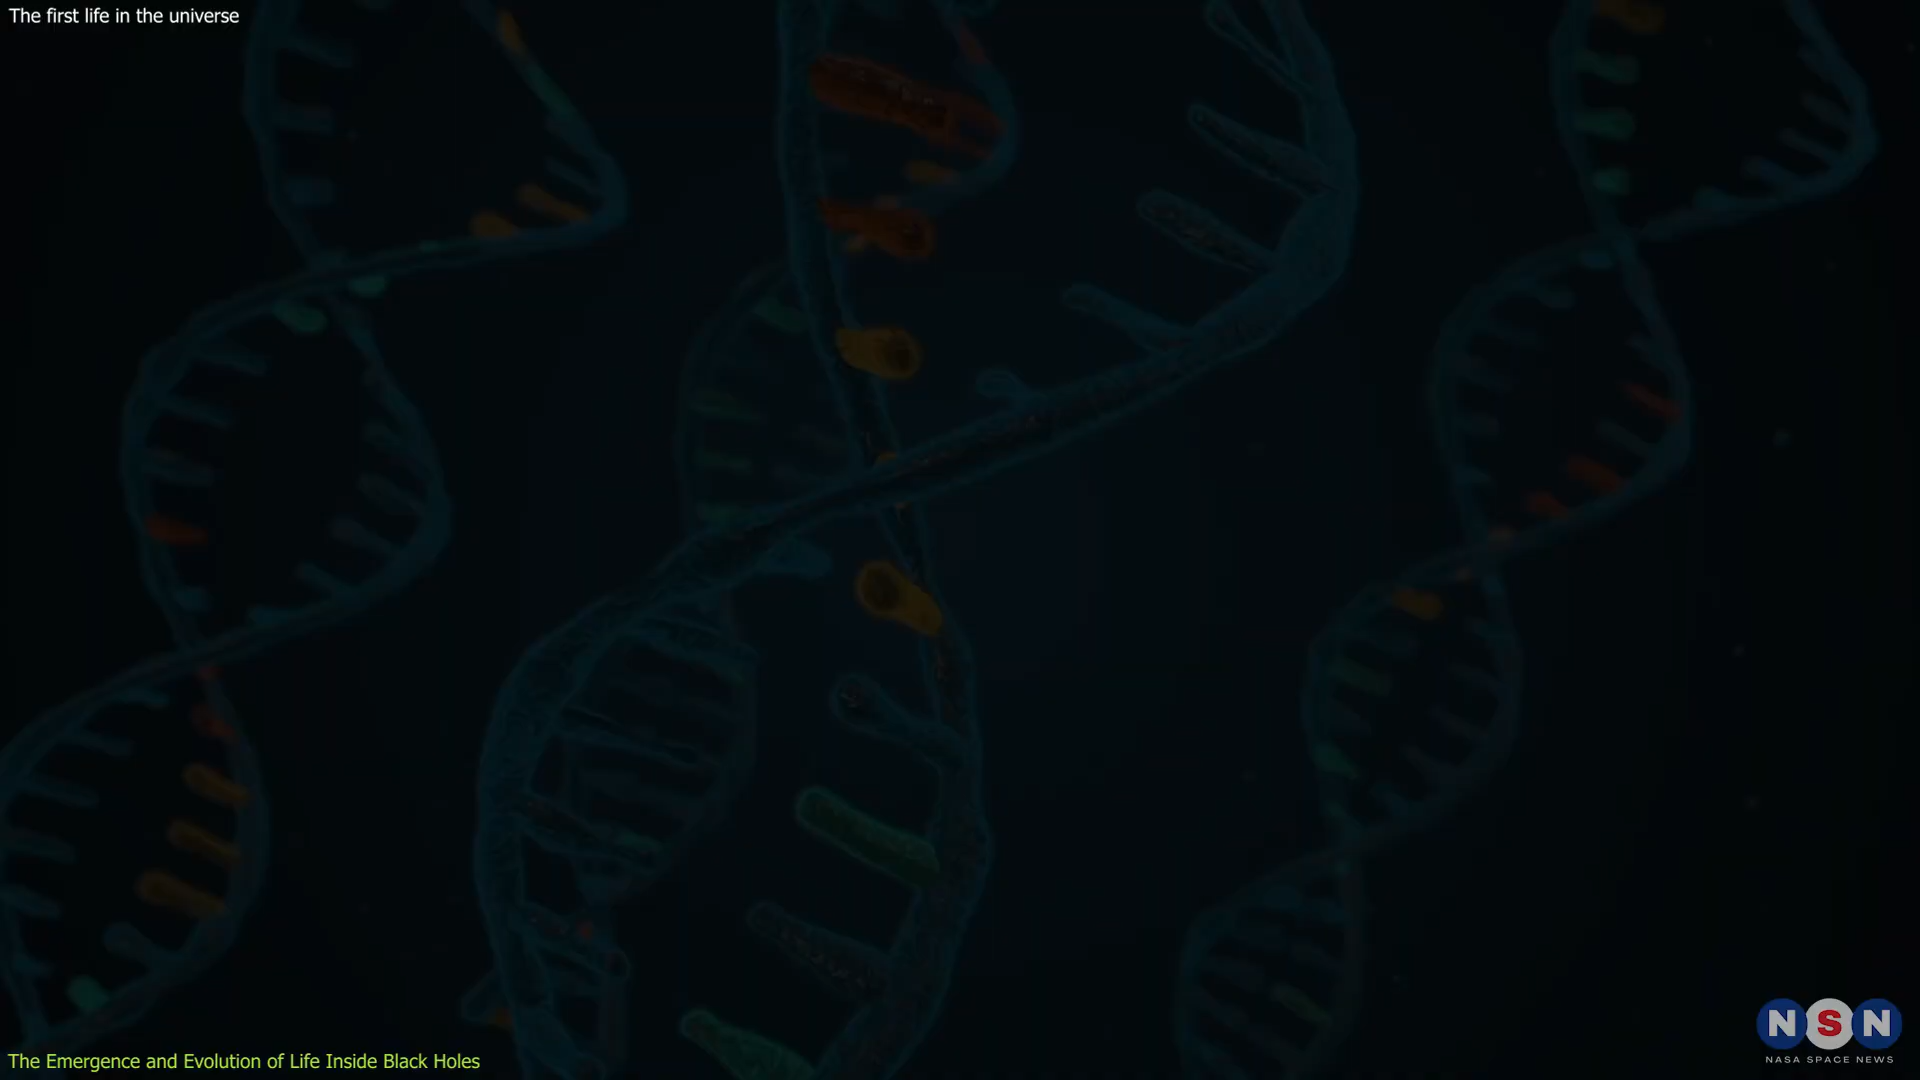 The first life in the universe
The Emergence and Evolution of Life Inside Black Holes
NSN
NASA SPACE NEWS